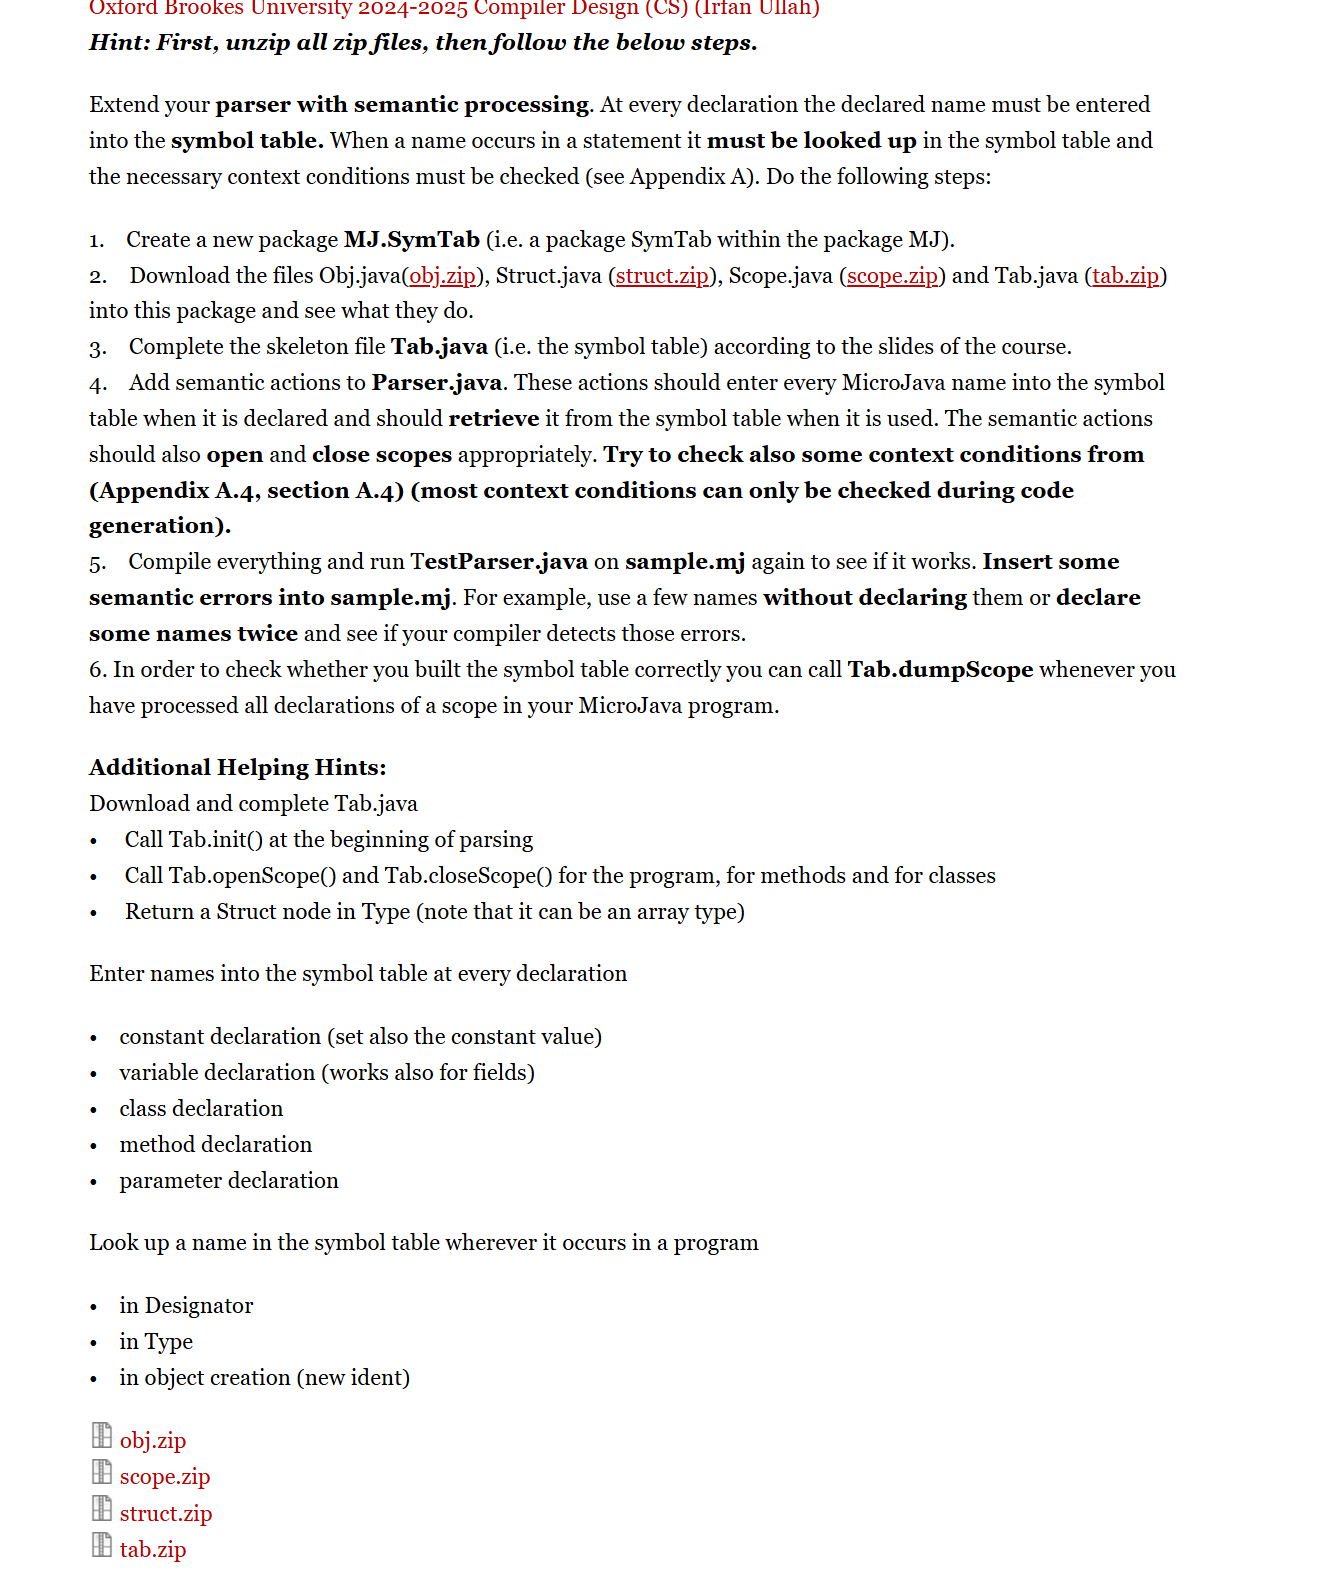 Oxford Brookes University 2024-2025 Compiler Design (CS) (Irfan Ullah)
Hint: First, unzip all zip files, then follow the below steps.
Extend your parser with semantic processing. At every declaration the declared name must be entered
into the symbol table. When a name occurs in a statement it must be looked up in the symbol table and
the necessary context conditions must be checked (see Appendix A). Do the following steps:
1. Create a new package MJ.SymTab (i.e. a package SymTab within the package MJ).
2. Download the files Obj.java(obj.zip), Struct.java (struct.zip), Scope.java (scope.zip) and Tab.java (tab.zip)
into this package and see what they do.
3. Complete the skeleton file Tab.java (i.e. the symbol table) according to the slides of the course.
4. Add semantic actions to Parser.java. These actions should enter every MicroJava name into the symbol
table when it is declared and should retrieve it from the symbol table when it is used. The semantic actions
should also open and close scopes appropriately. Try to check also some context conditions from
(Appendix A.4, section A.4) (most context conditions can only be checked during code
generation).
5. Compile everything and run TestParser.java on sample.mj again to see if it works. Insert some
semantic errors into sample.mj. For example, use a few names without declaring them or declare
some names twice and see if your compiler detects those errors.
6. In order to check whether you built the symbol table correctly you can call Tab.dumpScope whenever you
have processed all declarations of a scope in your MicroJava program.
Additional Helping Hints:
Download and complete Tab.java
• Call Tab.init() at the beginning of parsing
• Call Tab.openScope() and Tab.closeScope() for the program, for methods and for classes
• Return a Struct node in Type (note that it can be an array type)
Enter names into the symbol table at every declaration
• constant declaration (set also the constant value)
• variable declaration (works also for fields)
• class declaration
• method declaration
• parameter declaration
Look up a name in the symbol table wherever it occurs in a program
• in Designator
• in Type
• in object creation (new ident)
obj.zip
scope.zip
struct.zip
tab.zip